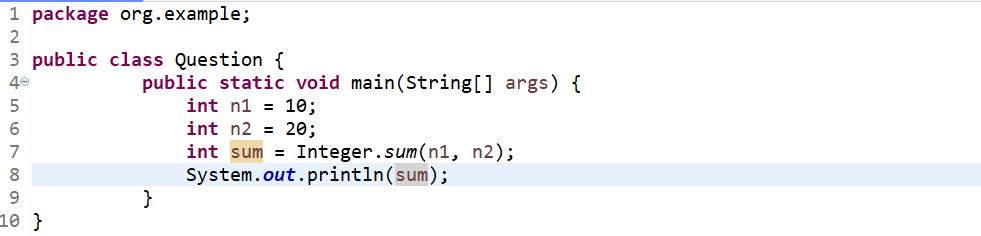 1 package org.example;
2
3 public class Question {
4 public static void main(String[] args) {
5 int n1 = 10;
6 int n2 = 20;
7 int sum = Integer.sum(n1, n2);
8 System.out.println(sum);
9 }
10 }